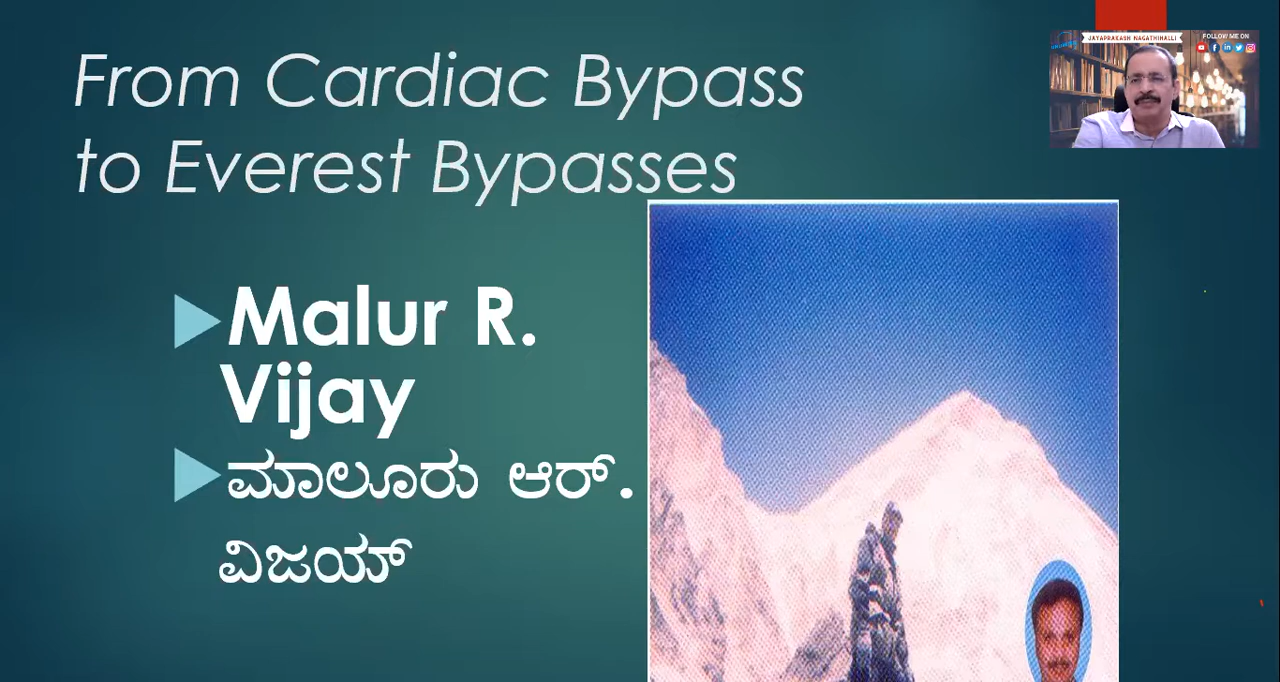 From Cardiac Bypass
to Everest Bypasses
Malur R.
Vijay
ಮಾಲೂರು ಆರ್.
ವಿಜಯ್
JAYAPRAKASH NAGATHIHALLI
FOLLOW ME ON